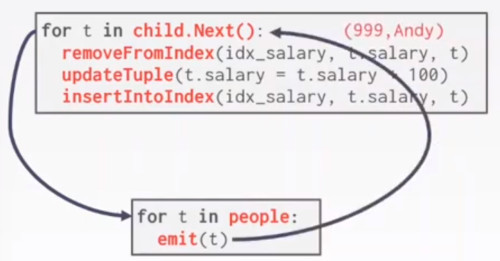 for t in child.Next():
(999,Andy)
removeFromIndex(idx_salary, t.salary, t)
updateTuple(t.salary = t.salary + 100)
insertIntoIndex(idx_salary, t.salary, t)
for t in people:
emit(t)